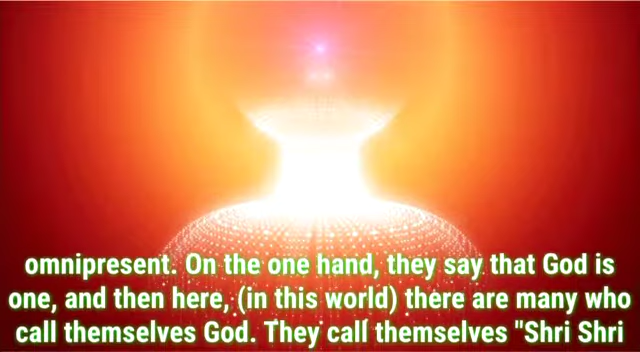 omnipresent. On the one hand, they say that God is
one, and then here, (in this world) there are many who
call themselves God. They call themselves "Shri Shri